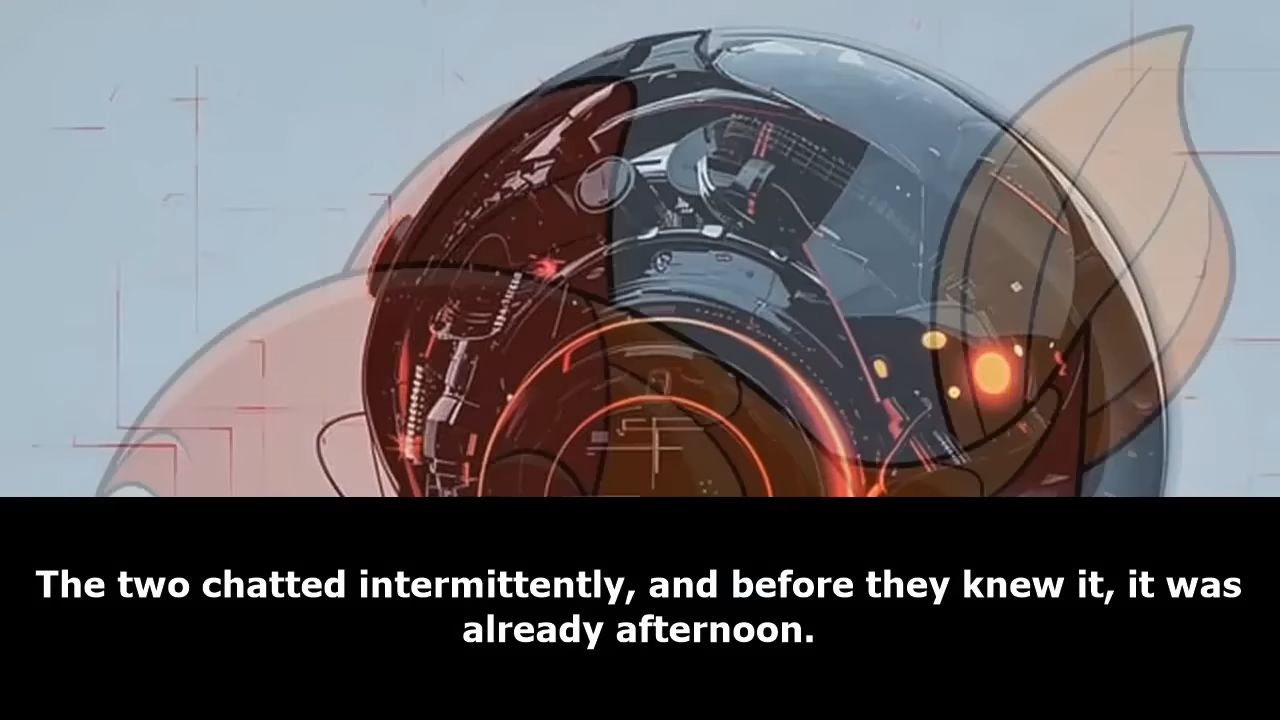 The two chatted intermittently, and before they knew it, it was
already afternoon.